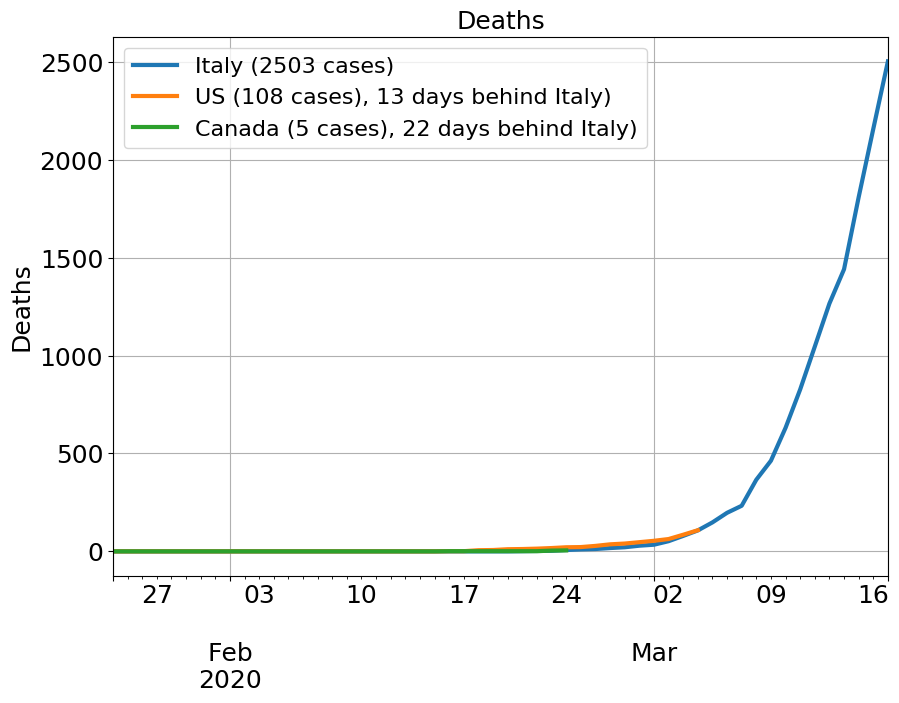 Deaths
Italy (2503 cases)
US (108 cases), 13 days behind Italy)
Canada (5 cases), 22 days behind Italy)
Deaths
2500
2000
1500
1000
500
0
27 03 10 17 24 02 09 16
Feb Mar
2020